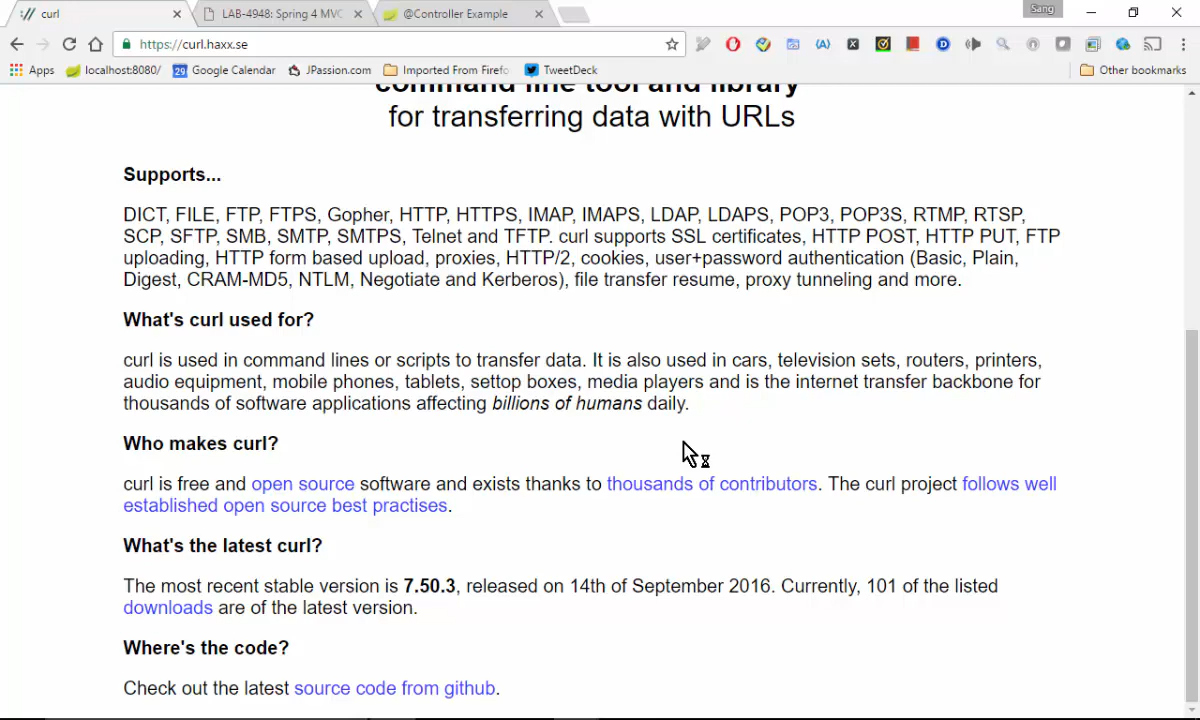 curl
LAB-4948: Spring 4 MVC
@Controller Example
Sang
https://curl.haxx.se
Apps
localhost:8080/
29
Google Calendar
JPassion.com
Imported From Firefo
TweetDeck
Other bookmarks
command line tool and library
for transferring data with URLs
Supports...
DICT, FILE, FTP, FTPS, Gopher, HTTP, HTTPS, IMAP, IMAPS, LDAP, LDAPS, POP3, POP3S, RTMP, RTSP,
SCP, SFTP, SMB, SMTP, SMTPS, Telnet and TFTP. curl supports SSL certificates, HTTP POST, HTTP PUT, FTP
uploading, HTTP form based upload, proxies, HTTP/2, cookies, user+password authentication (Basic, Plain,
Digest, CRAM-MD5, NTLM, Negotiate and Kerberos), file transfer resume, proxy tunneling and more.
What's curl used for?
curl is used in command lines or scripts to transfer data. It is also used in cars, television sets, routers, printers,
audio equipment, mobile phones, tablets, settop boxes, media players and is the internet transfer backbone for
thousands of software applications affecting billions of humans daily.
Who makes curl?
curl is free and open source software and exists thanks to thousands of contributors. The curl project follows well
established open source best practises.
What's the latest curl?
The most recent stable version is 7.50.3, released on 14th of September 2016. Currently, 101 of the listed
downloads are of the latest version.
Where's the code?
Check out the latest source code from github.